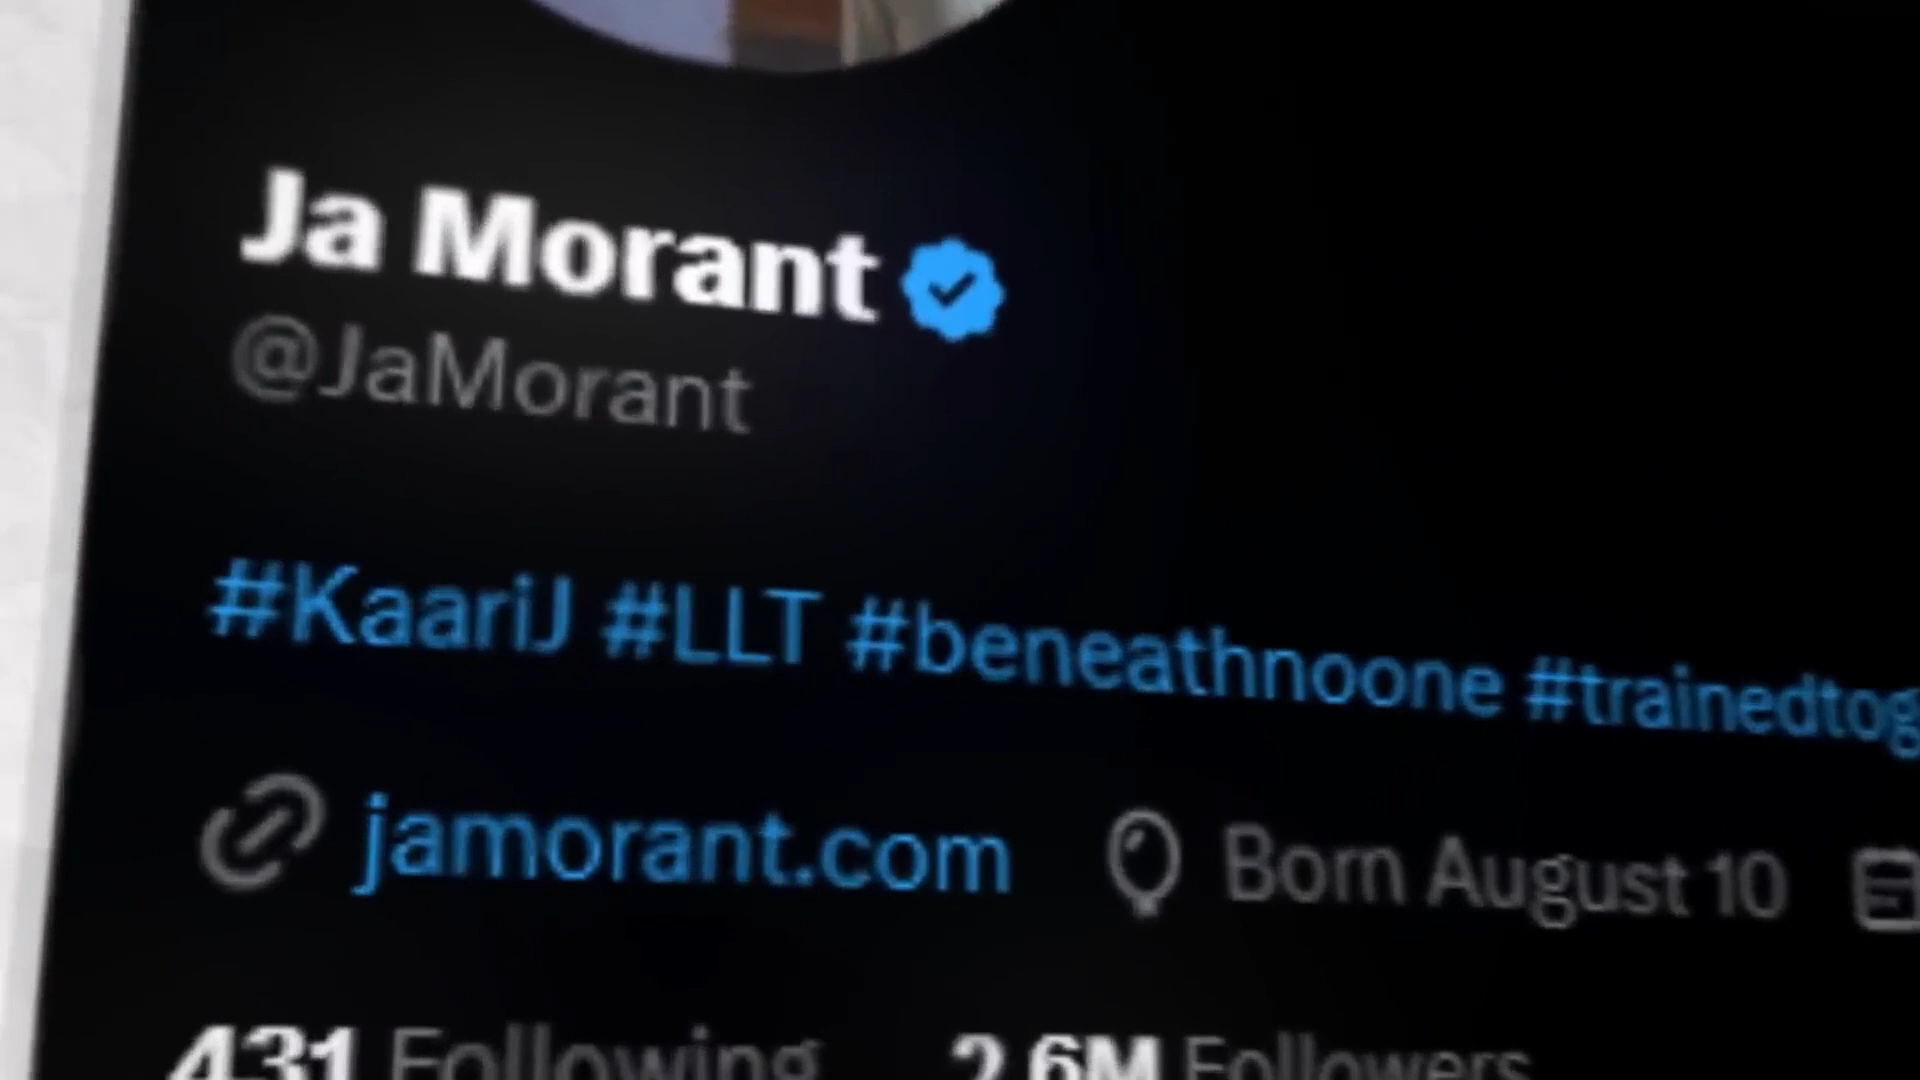 Ja Morant
@JaMorant
#KaariJ #LLT #beneathnoone #trainedtog
jamorant.com Born August 10
431 Following 2.6M Followers